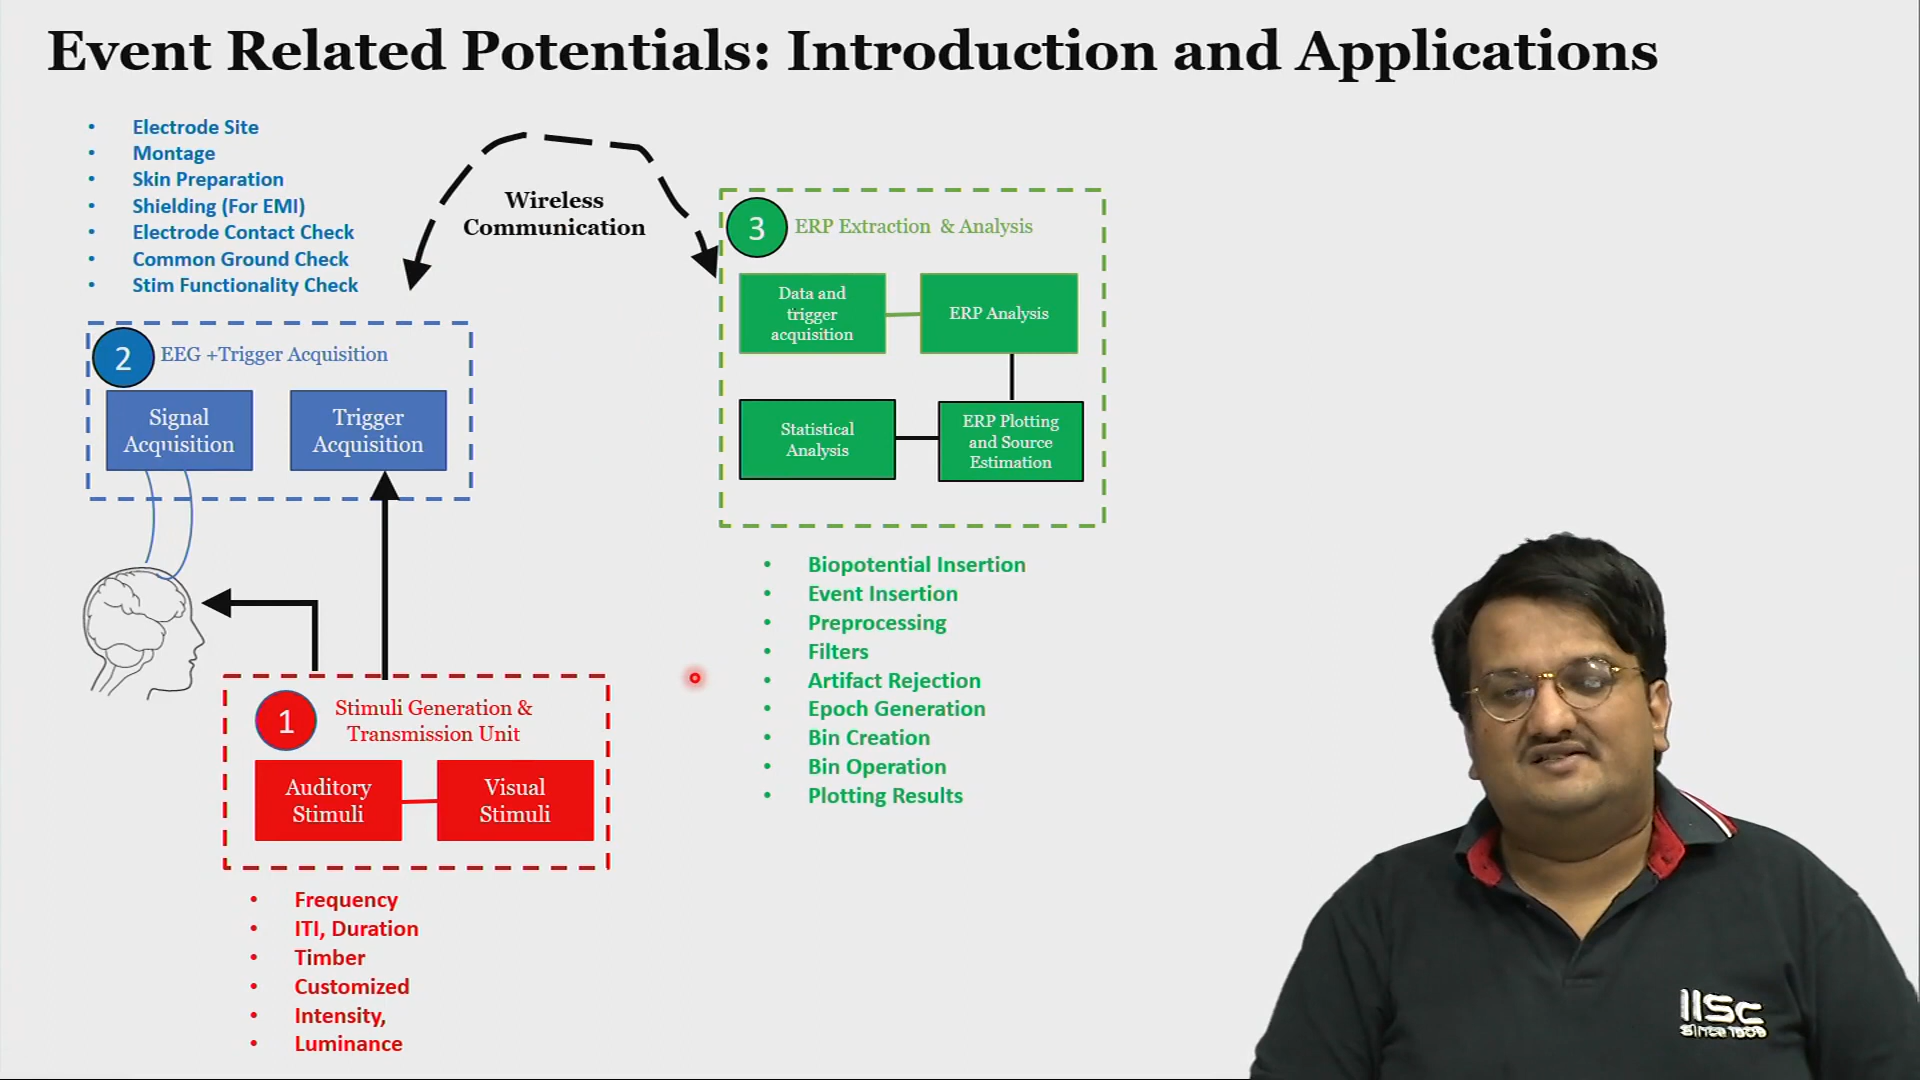 Event Related Potentials: Introduction and Applications
• Electrode Site
• Montage
• Skin Preparation
• Shielding (For EMI)
• Electrode Contact Check
• Common Ground Check
• Stim Functionality Check
Wireless
Communication
2
EEG +Trigger Acquisition
Signal
Acquisition
Trigger
Acquisition
1
Stimuli Generation &
Transmission Unit
Auditory
Stimuli
Visual
Stimuli
• Frequency
• ITI, Duration
• Timber
• Customized
• Intensity,
• Luminance
3
ERP Extraction & Analysis
Data and
trigger
acquisition
ERP Analysis
Statistical
Analysis
ERP Plotting
and Source
Estimation
• Biopotential Insertion
• Event Insertion
• Preprocessing
• Filters
• Artifact Rejection
• Epoch Generation
• Bin Creation
• Bin Operation
• Plotting Results
IISc
SINCE 1909